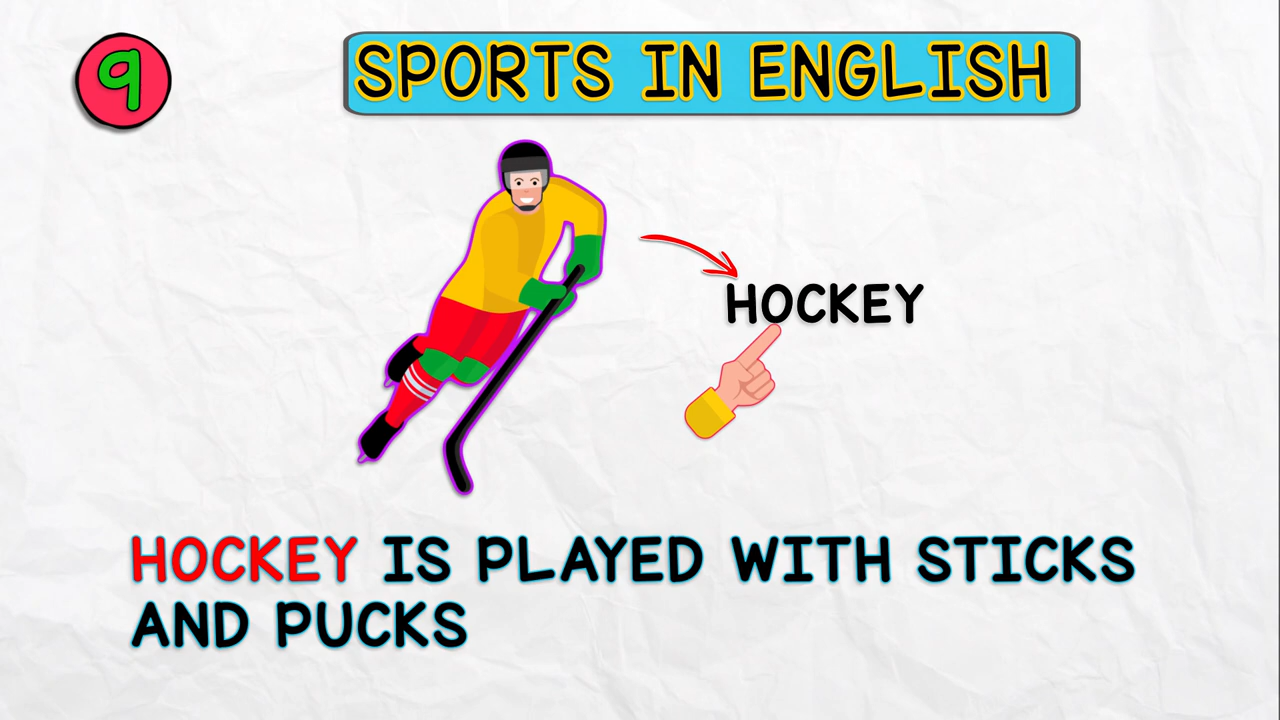 9
SPORTS IN ENGLISH
HOCKEY
HOCKEY IS PLAYED WITH STICKS
AND PUCKS